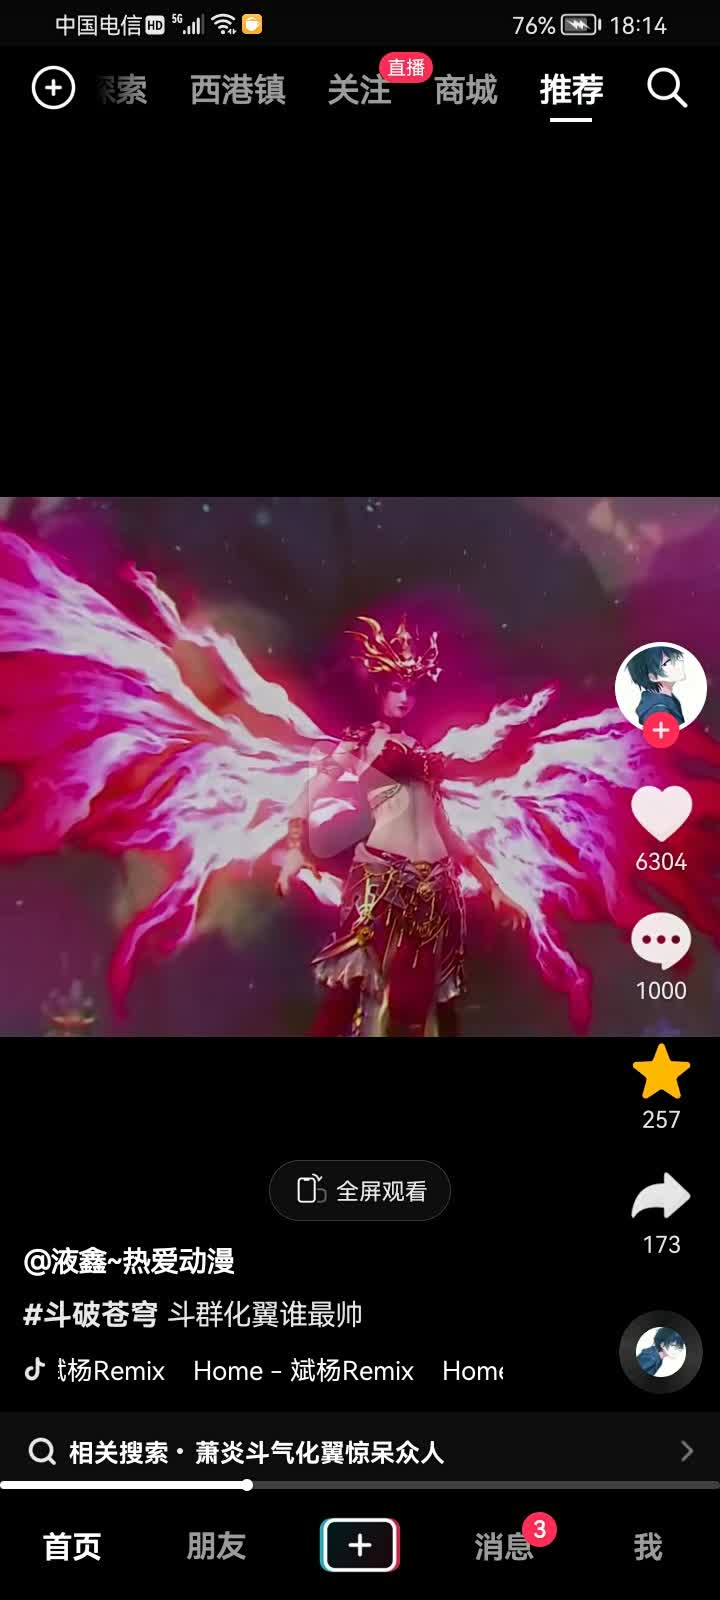 中国电信 HD 5G 76% 18:14
探索 西港镇 关注 直播 商城 推荐
6304
1000
257
全屏观看
173
@液鑫~热爱动漫
#斗破苍穹 斗群化翼谁最帅
杨Remix Home - 斌杨Remix Home
相关搜索 · 萧炎斗气化翼惊呆众人
首页 朋友 消息 3 我